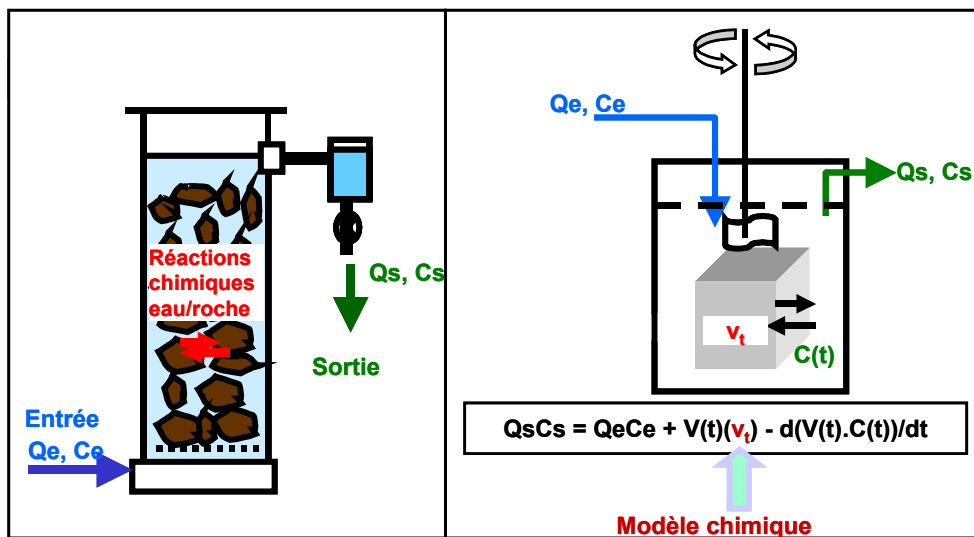 Réactions
chimiques
eau/roche
Qs, Cs
Sortie
Entrée
Qe, Ce
Qe, Ce
Qs, Cs
vt
C(t)
QsCs = QeCe + V(t)(vt) - d(V(t).C(t))/dt
Modèle chimique